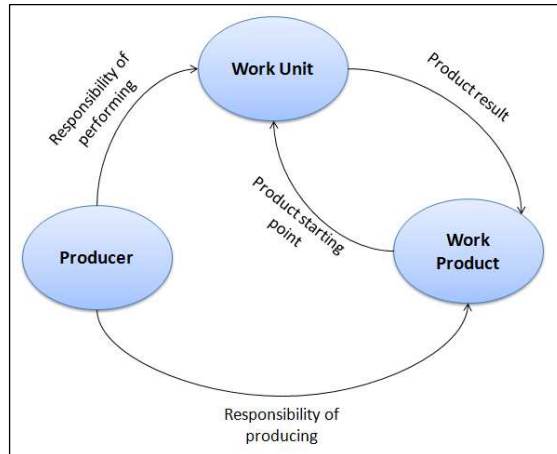 Work Unit
Responsibility of
performing
Product result
Product starting
point
Producer
Work
Product
Responsibility of
producing